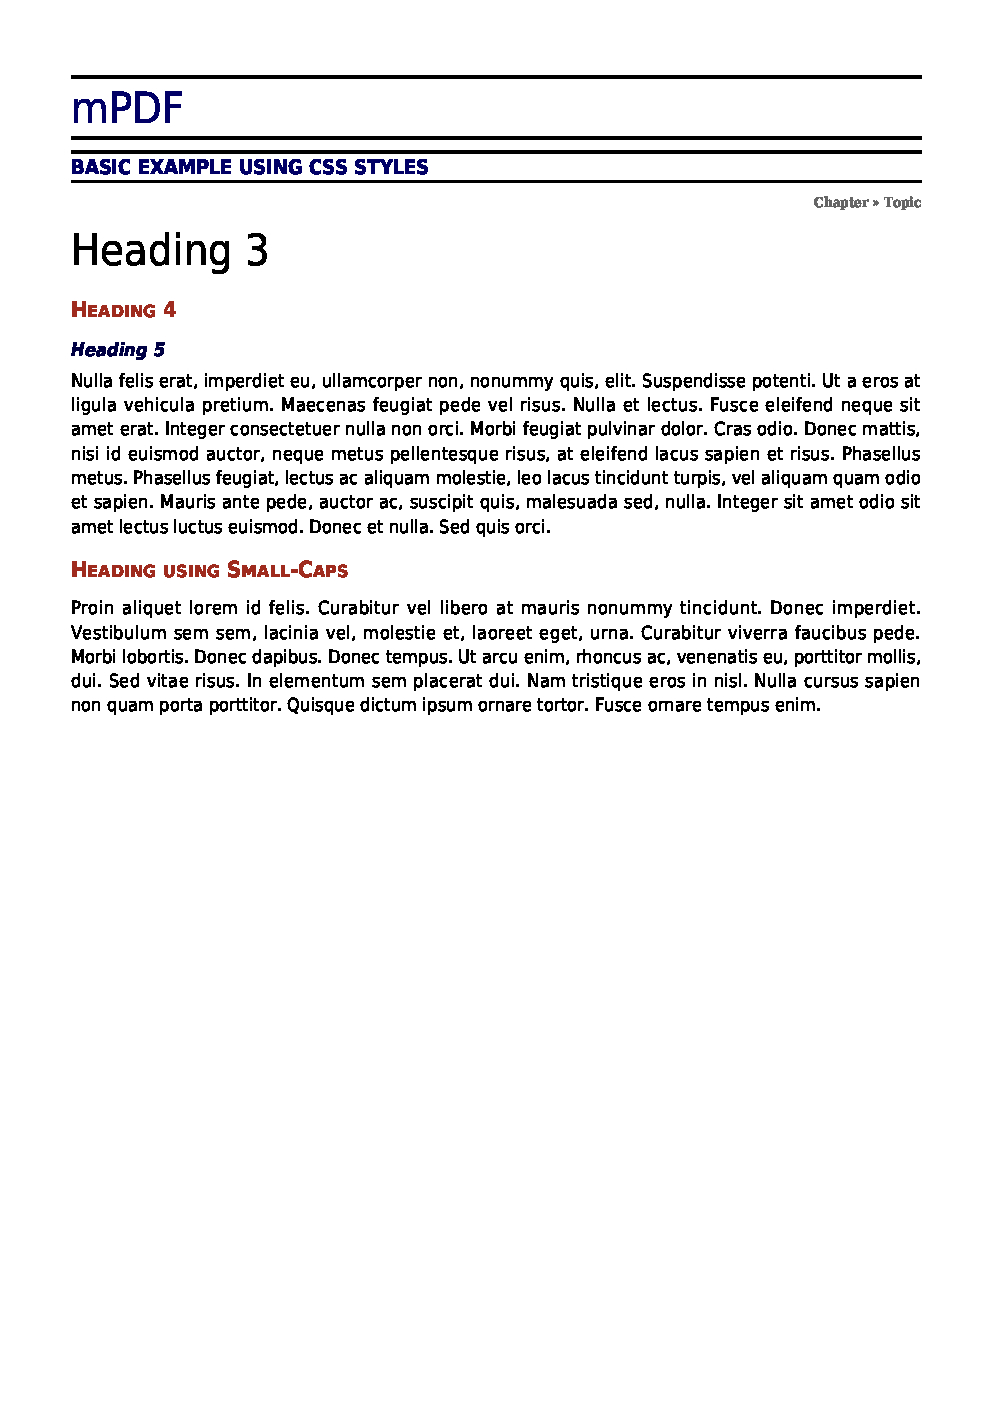 mPDF
BASIC EXAMPLE USING CSS STYLES
Chapter » Topic
Heading 3
Heading 4
Heading 5
Nulla felis erat, imperdiet eu, ullamcorper non, nonummy quis, elit. Suspendisse potenti. Ut a eros at
ligula vehicula pretium. Maecenas feugiat pede vel risus. Nulla et lectus. Fusce eleifend neque sit
amet erat. Integer consectetuer nulla non orci. Morbi feugiat pulvinar dolor. Cras odio. Donec mattis,
nisi id euismod auctor, neque metus pellentesque risus, at eleifend lacus sapien et risus. Phasellus
metus. Phasellus feugiat, lectus ac aliquam molestie, leo lacus tincidunt turpis, vel aliquam quam odio
et sapien. Mauris ante pede, auctor ac, suscipit quis, malesuada sed, nulla. Integer sit amet odio sit
amet lectus luctus euismod. Donec et nulla. Sed quis orci.
Heading using Small-Caps
Proin aliquet lorem id felis. Curabitur vel libero at mauris nonummy tincidunt. Donec imperdiet.
Vestibulum sem sem, lacinia vel, molestie et, laoreet eget, urna. Curabitur viverra faucibus pede.
Morbi lobortis. Donec dapibus. Donec tempus. Ut arcu enim, rhoncus ac, venenatis eu, porttitor mollis,
dui. Sed vitae risus. In elementum sem placerat dui. Nam tristique eros in nisl. Nulla cursus sapien
non quam porta porttitor. Quisque dictum ipsum ornare tortor. Fusce ornare tempus enim.